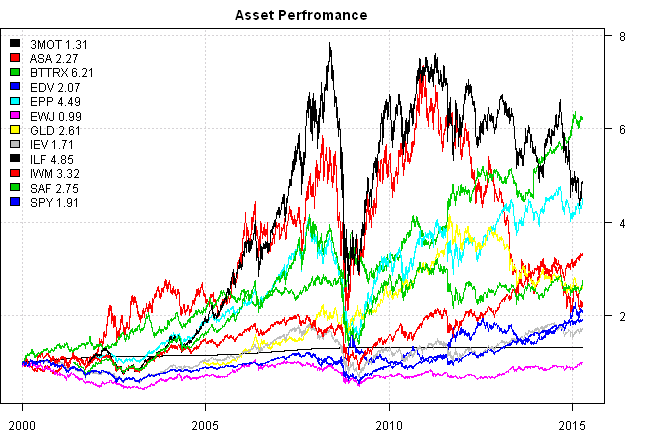 Asset Perfromance
3MOT 1.31
ASA 2.27
BTTRX 6.21
EDV 2.07
EPP 4.49
EWJ 0.99
GLD 2.61
IEV 1.71
ILF 4.85
IWM 3.32
SAF 2.75
SPY 1.91
8
6
4
2
2000 2005 2010 2015